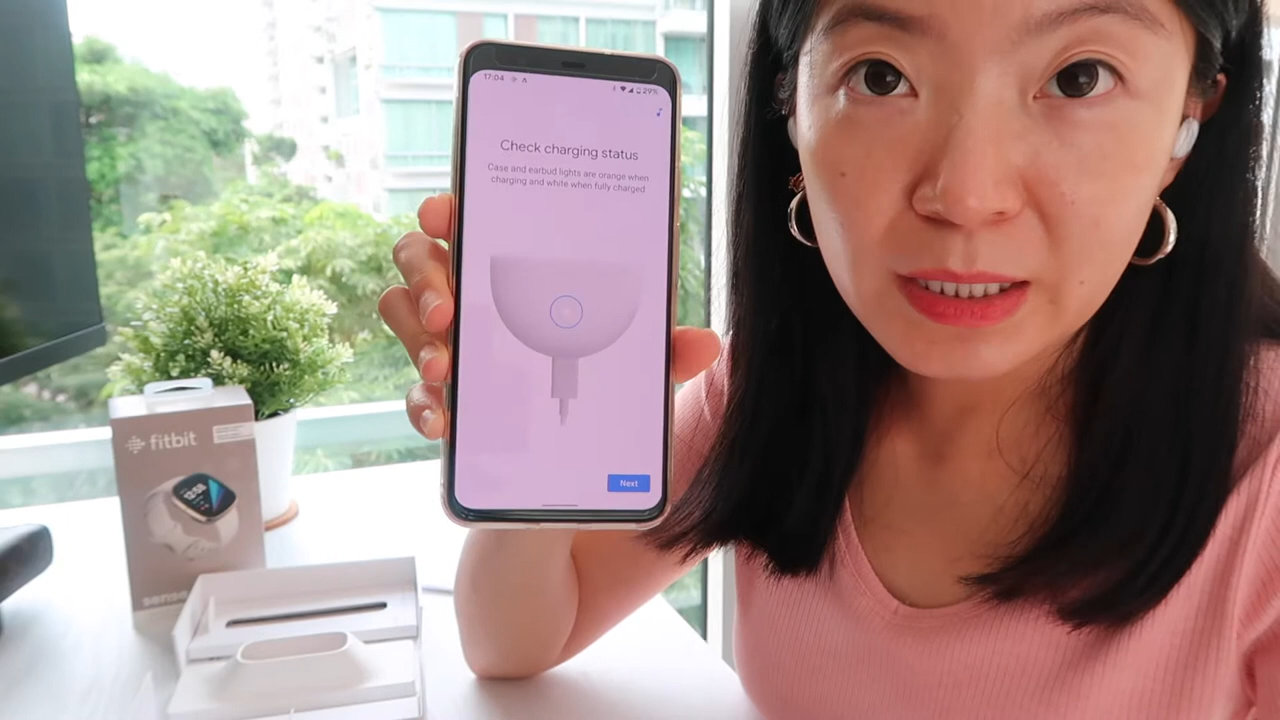 17:04
29%
Check charging status
Case and earbud lights are orange when
charging and white when fully charged
Next
fitbit
sense